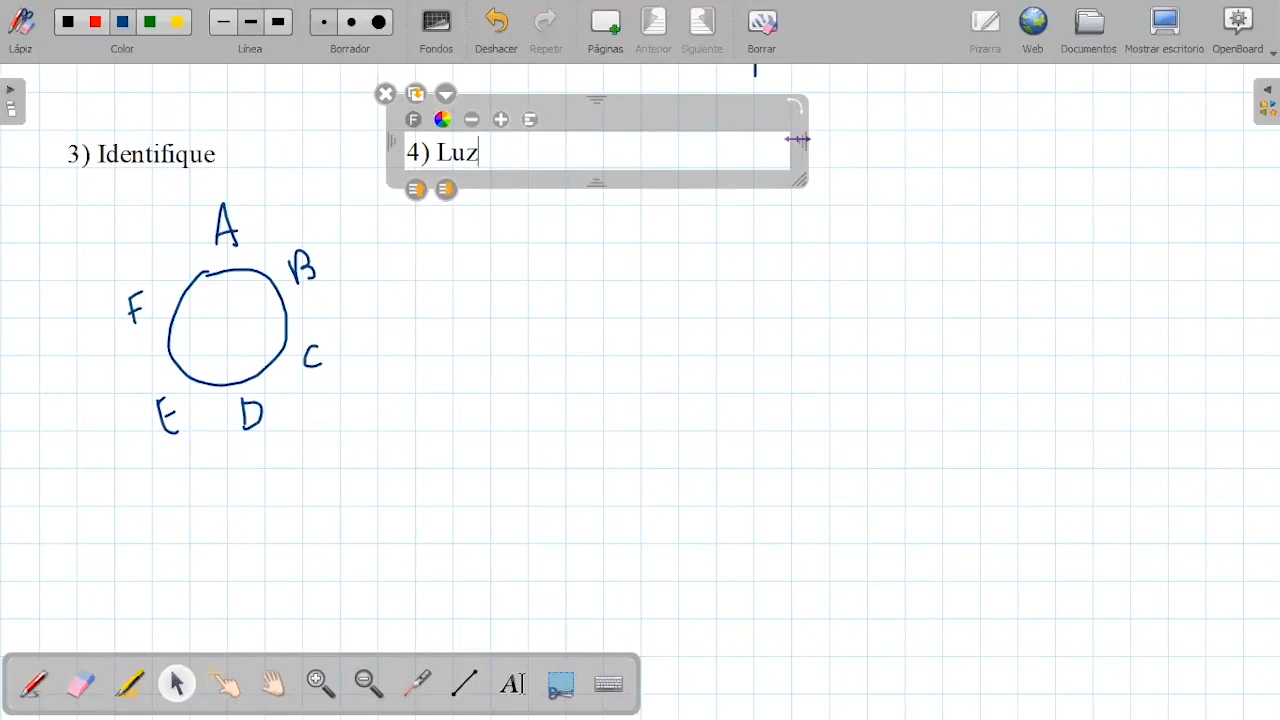 Lápiz
Color
Línea
Borrador
Fondos
Deshacer
Repetir
Páginas
Anterior
Siguiente
Borrar
Pizarra
Web
Documentos
Mostrar escritorio
OpenBoard
F
3) Identifique
4) Luz
A
B
F
C
E
D
AI